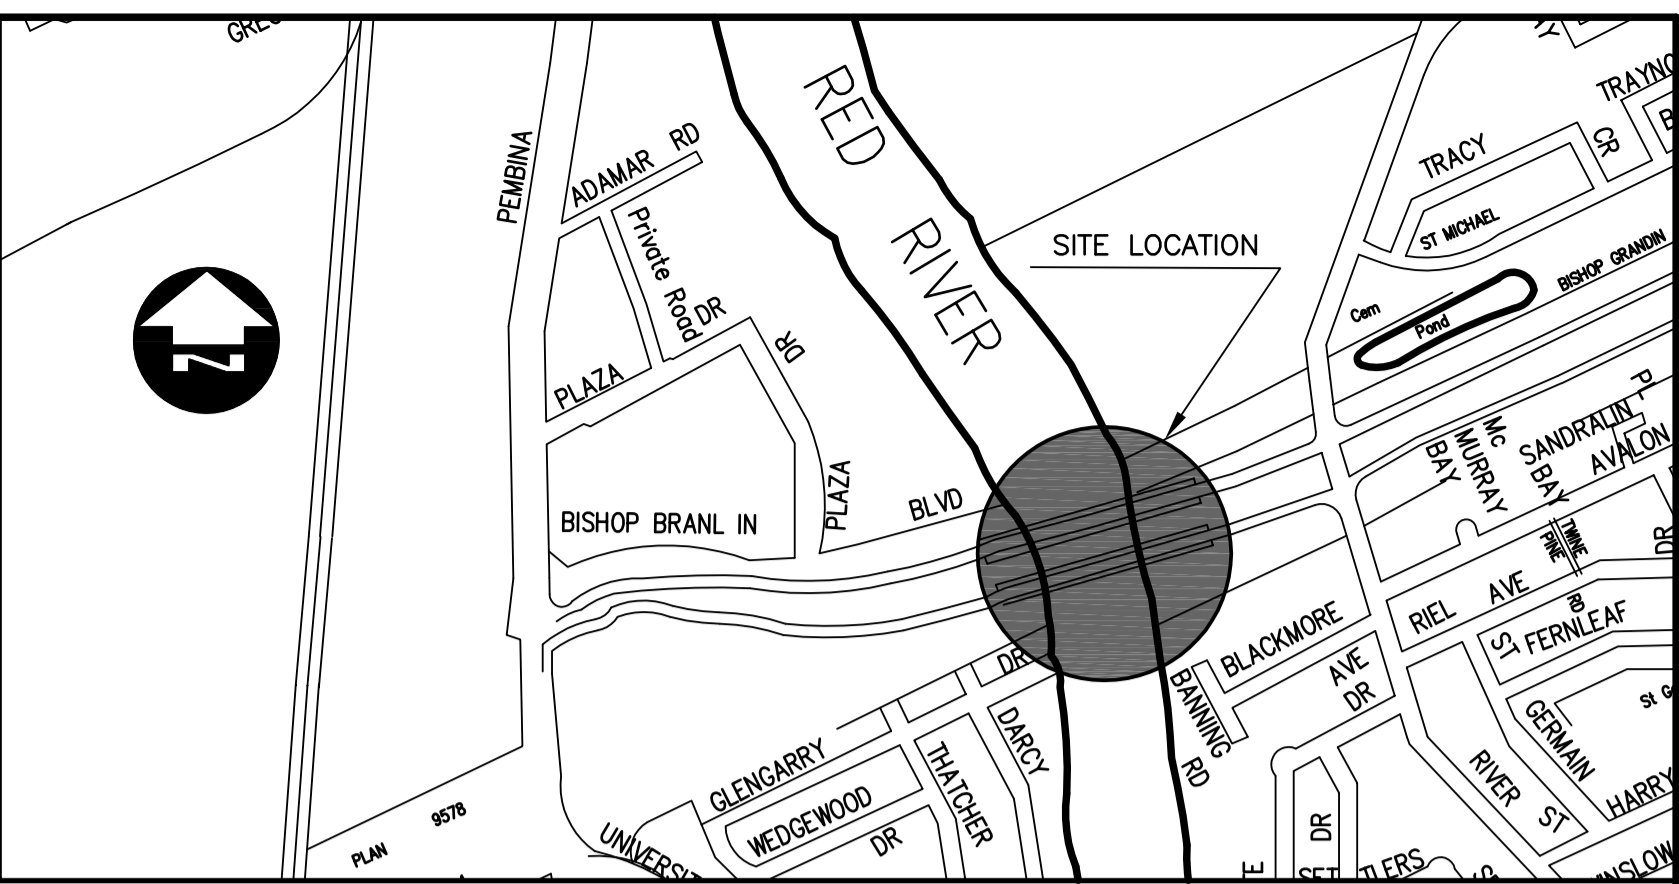 PEMBINA
ADAMAR RD
Private Road
PLAZA DR
DR
PLAZA
BISHOP BRANL IN
BLVD
RED
RIVER
SITE LOCATION
TRACY
CR
ST MICHAEL
BISHOP GRANDIN
Cem
Pond
Mc
MURRAY
BAY
SANDRALIN
BAY
PL
AVALON
TWINE
PINE
RD
DR
RIEL AVE
ST
FERNLEAF
BLACKMORE
AVE
DR
BANNING
RD
GERMAIN
RIVER
ST
HARRY
DR
DR
DARCY
THATCHER
GLENGARRY
WEDGEWOOD
DR
PLAN 9578
N